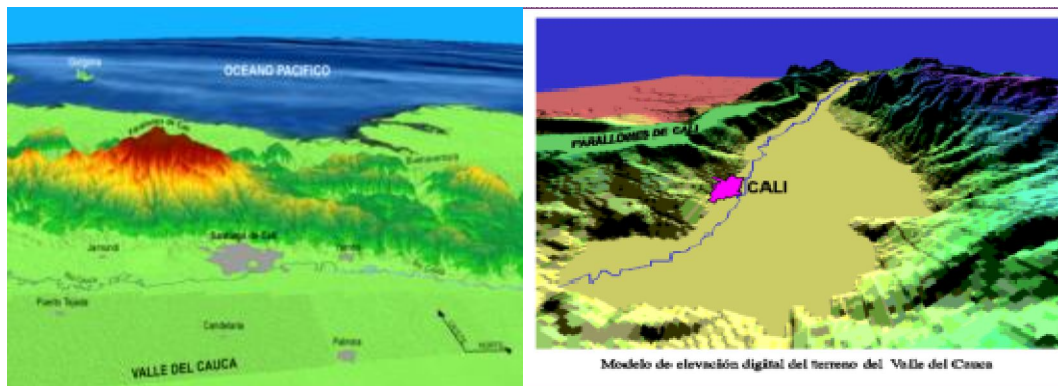 Gorgona
OCEANO PACIFICO
Farallones de Cali
Buenaventura
Santiago de Cali
Jamundi
Yumbo
Puerto Tejada
Candelaria
Palmira
NORTE
VALLE DEL CAUCA
PARALLONES DE CALI
CALI
Modelo de elevación digital del terreno del Valle del Cauca